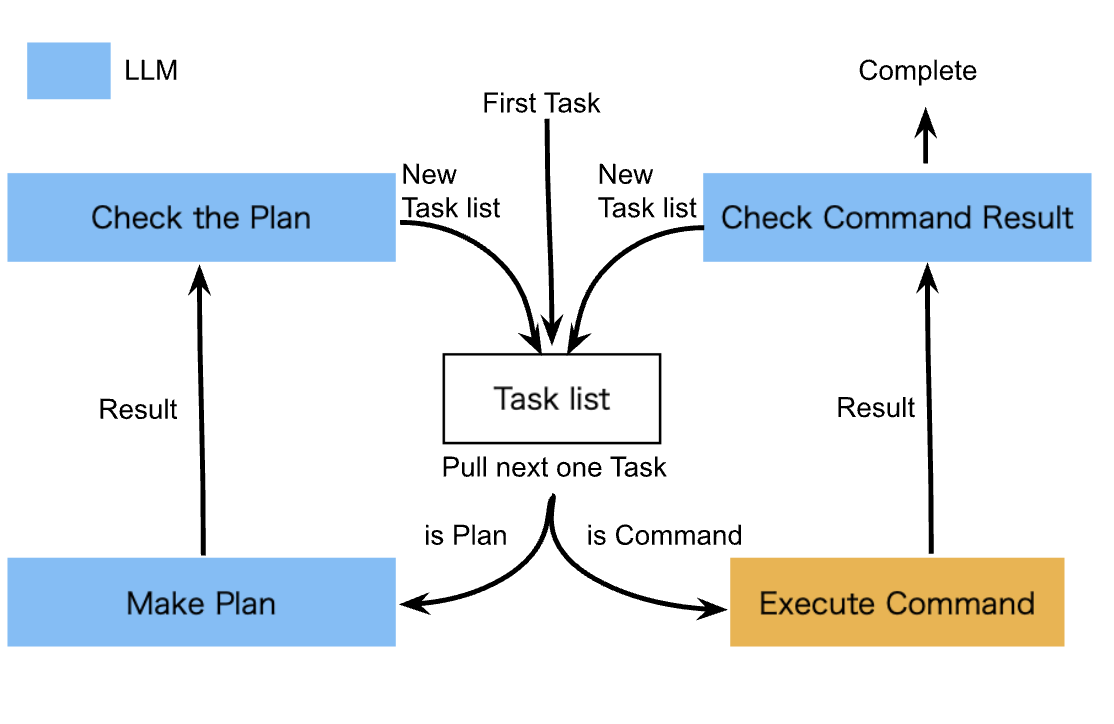 LLM
Complete
First Task
New
Task list
New
Task list
Check the Plan
Check Command Result
Task list
Result
Result
Pull next one Task
is Plan
is Command
Make Plan
Execute Command